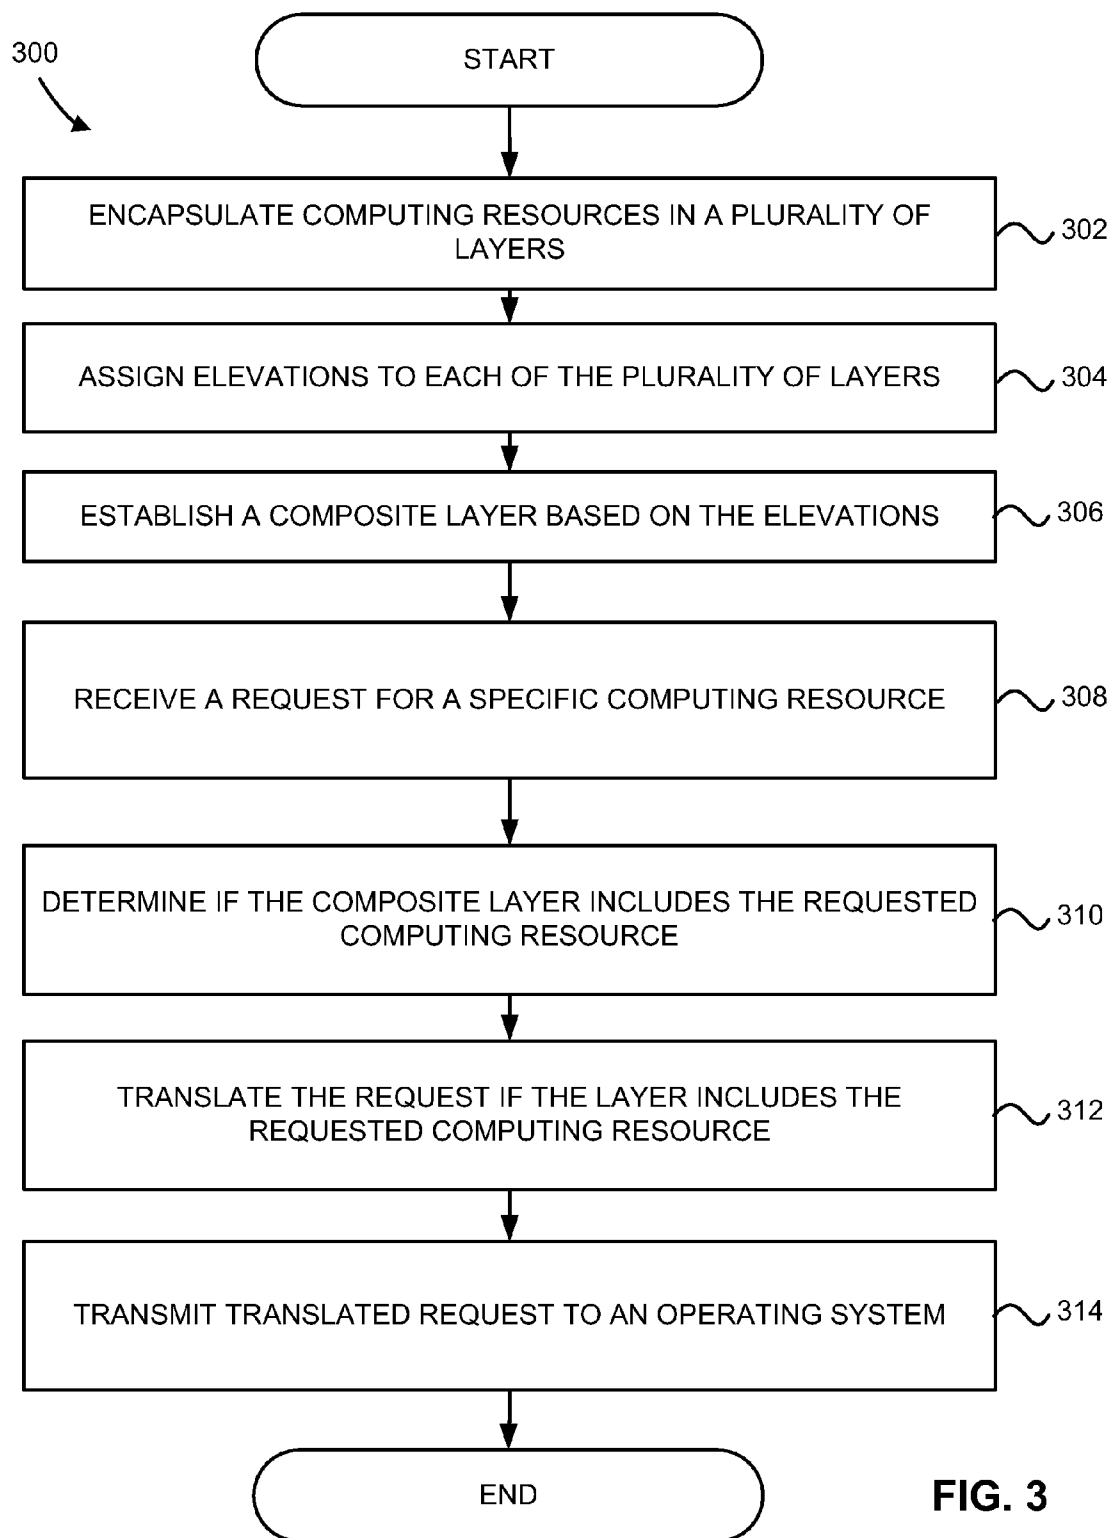 300
START
ENCAPSULATE COMPUTING RESOURCES IN A PLURALITY OF
LAYERS
302
ASSIGN ELEVATIONS TO EACH OF THE PLURALITY OF LAYERS
304
ESTABLISH A COMPOSITE LAYER BASED ON THE ELEVATIONS
306
RECEIVE A REQUEST FOR A SPECIFIC COMPUTING RESOURCE
308
DETERMINE IF THE COMPOSITE LAYER INCLUDES THE REQUESTED
COMPUTING RESOURCE
310
TRANSLATE THE REQUEST IF THE LAYER INCLUDES THE
REQUESTED COMPUTING RESOURCE
312
TRANSMIT TRANSLATED REQUEST TO AN OPERATING SYSTEM
314
END
FIG. 3